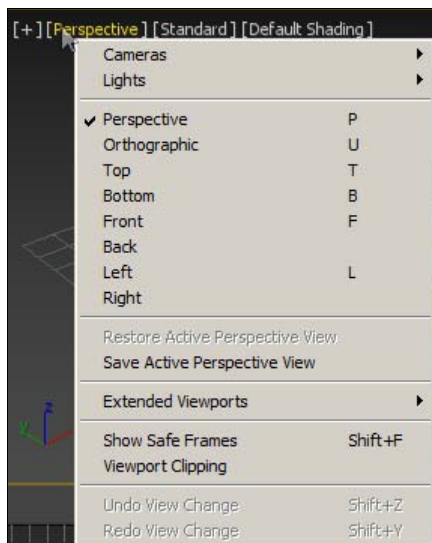 [+][Perspective][Standard][Default Shading]
Cameras
Lights
Perspective P
Orthographic U
Top T
Bottom B
Front F
Back
Left L
Right
Restore Active Perspective View
Save Active Perspective View
Extended Viewports
Show Safe Frames Shift+F
Viewport Clipping
Undo View Change Shift+Z
Redo View Change Shift+Y
z
y